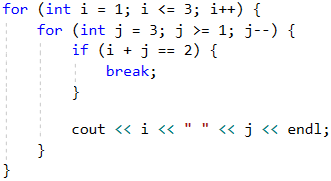 for (int i = 1; i <= 3; i++) {
    for (int j = 3; j >= 1; j--) {
        if (i + j == 2) {
            break;
        }

        cout << i << " " << j << endl;
    }
}